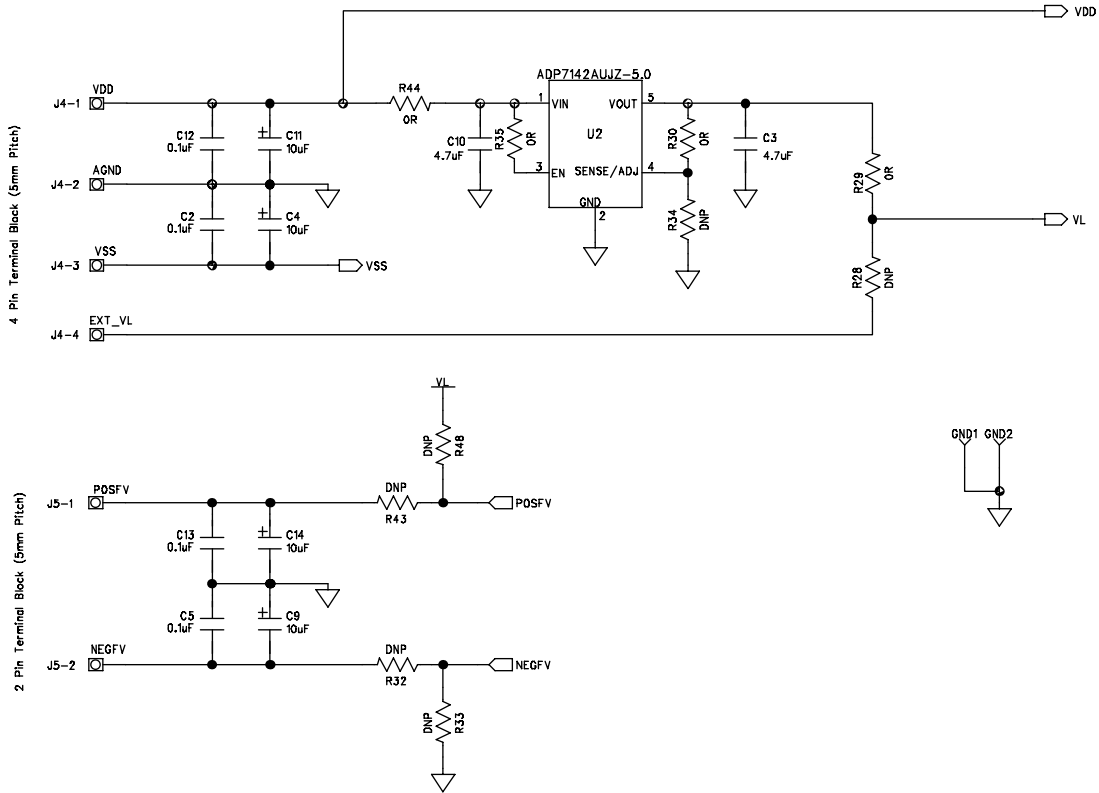 VDD
ADP7142AUJZ-5.0
VDD
J4-1
R44
0R
1
VIN
VOUT
5
C12
0.1uF
+
C11
10uF
C10
4.7uF
R35
0R
U2
R30
0R
C3
4.7uF
3
EN
SENSE/ADJ
4
AGND
J4-2
R29
0R
GND
2
C2
0.1uF
+
C4
10uF
R34
DNP
VL
VSS
J4-3
VSS
R28
DNP
EXT_VL
J4-4
4 Pin Terminal Block (5mm Pitch)
VL
DNP
R48
GND1 GND2
POSFV
J5-1
DNP
R43
POSFV
C13
0.1uF
+
C14
10uF
C5
0.1uF
+
C9
10uF
NEGFV
J5-2
DNP
R32
NEGFV
DNP
R33
2 Pin Terminal Block (5mm Pitch)